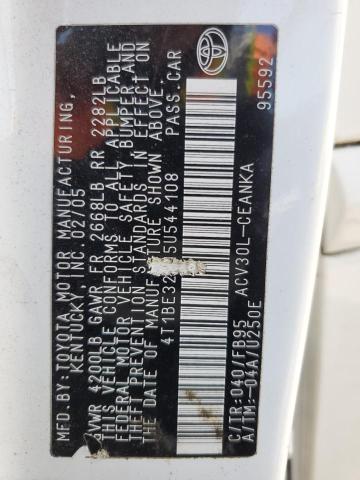 MFD.BY:TOYOTA MOTOR MANUFACTURING,
KENTUCKY, INC. 02/05
GVWR 4200LB GAWR FR 2668LB RR 2282LB
THIS VEHICLE CONFORMS TO ALL APPLICABLE
FEDERAL MOTOR VEHICLE SAFETY, BUMPER, AND
THEFT PREVENTION STANDARDS IN EFFECT ON
THE DATE OF MANUFACTURE SHOWN ABOVE.
PASS.CAR
C/TR:040/FB95 ACV30L-CEANKA
A/TM:-04A/U250E 95592
TOYOTA